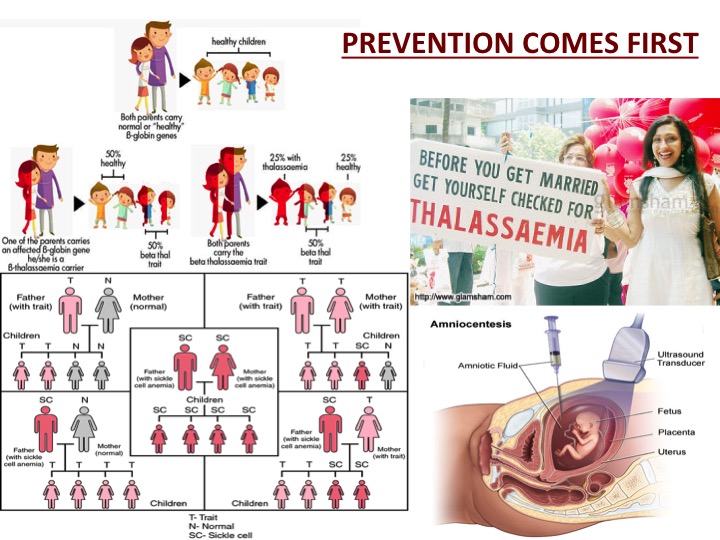 PREVENTION COMES FIRST
healthy children
Both parents carry
normal or "healthy"
ß-globin genes
50%
healthy
One of the parents carries
an affected ß-globin gene
he/she is a
ß-thalassaemia carrier
50%
beta thal
trait
25% with
thalassaemia
25%
healthy
Both parents
carry the
beta thalassaemia trait
50%
beta thal
trait
BEFORE YOU GET MARRIED
GET YOURSELF CHECKED FOR
THALASSAEMIA
http://www.glamsham.com
T N
Father
(with trait)
Mother
(normal)
Children
T T N N
T T
Father
(with trait)
Mother
(with trait)
Children
T T SC N
SC SC
Father
(with sickle
cell anemia)
Mother
(with sickle
cell anemia)
Children
SC SC SC SC
SC N
Father
(with sickle
cell anemia)
Mother
(normal)
T T T T
Children
SC T
Father
(with sickle
cell anemia)
Mother
(with trait)
T T SC SC
Children
T- Trait
N- Normal
SC- Sickle cell
Amniocentesis
Amniotic Fluid
Ultrasound
Transducer
Fetus
Placenta
Uterus